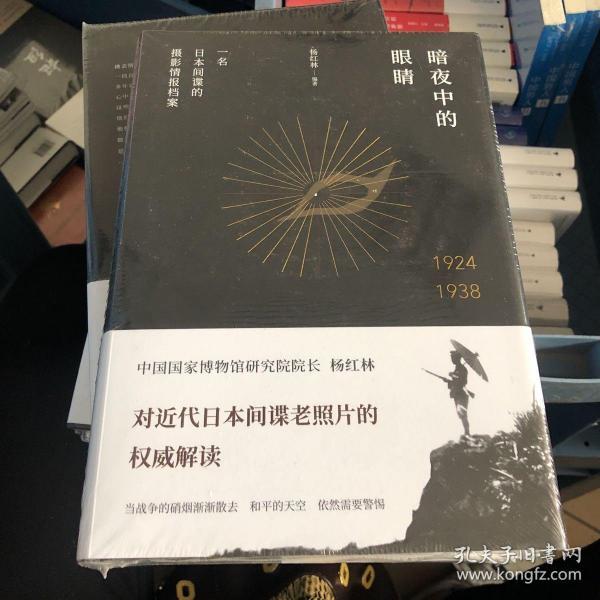 暗夜中的
眼睛
杨红林 — 编著
一名
日本间谍的
摄影情报档案
1924
1938
中国国家博物馆研究院院长 杨红林
对近代日本间谍老照片的
权威解读
当战争的硝烟渐渐散去 和平的天空 依然需要警惕
孔夫子旧书网
www.kongfz.com